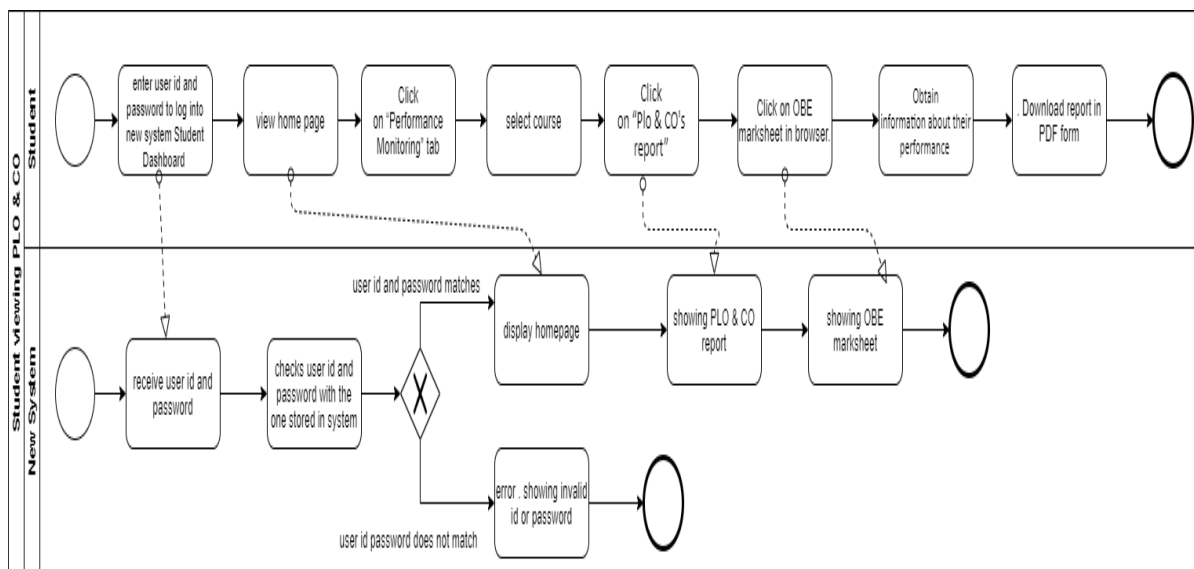 Student viewing PLO & CO
Student
enter user id and
password to log into
new system Student
Dashboard
view home page
Click
on “Performance
Monitoring” tab
select course
Click
on “Plo & CO's
report”
Click on OBE
marksheet in browser.
Obtain
information about their
performance
. Download report in
PDF form
New System
receive user id and
password
checks user id and
password with the
one stored in system
user id and password matches
display homepage
showing PLO & CO
report
showing OBE
marksheet
user id password does not match
error . showing invalid
id or password